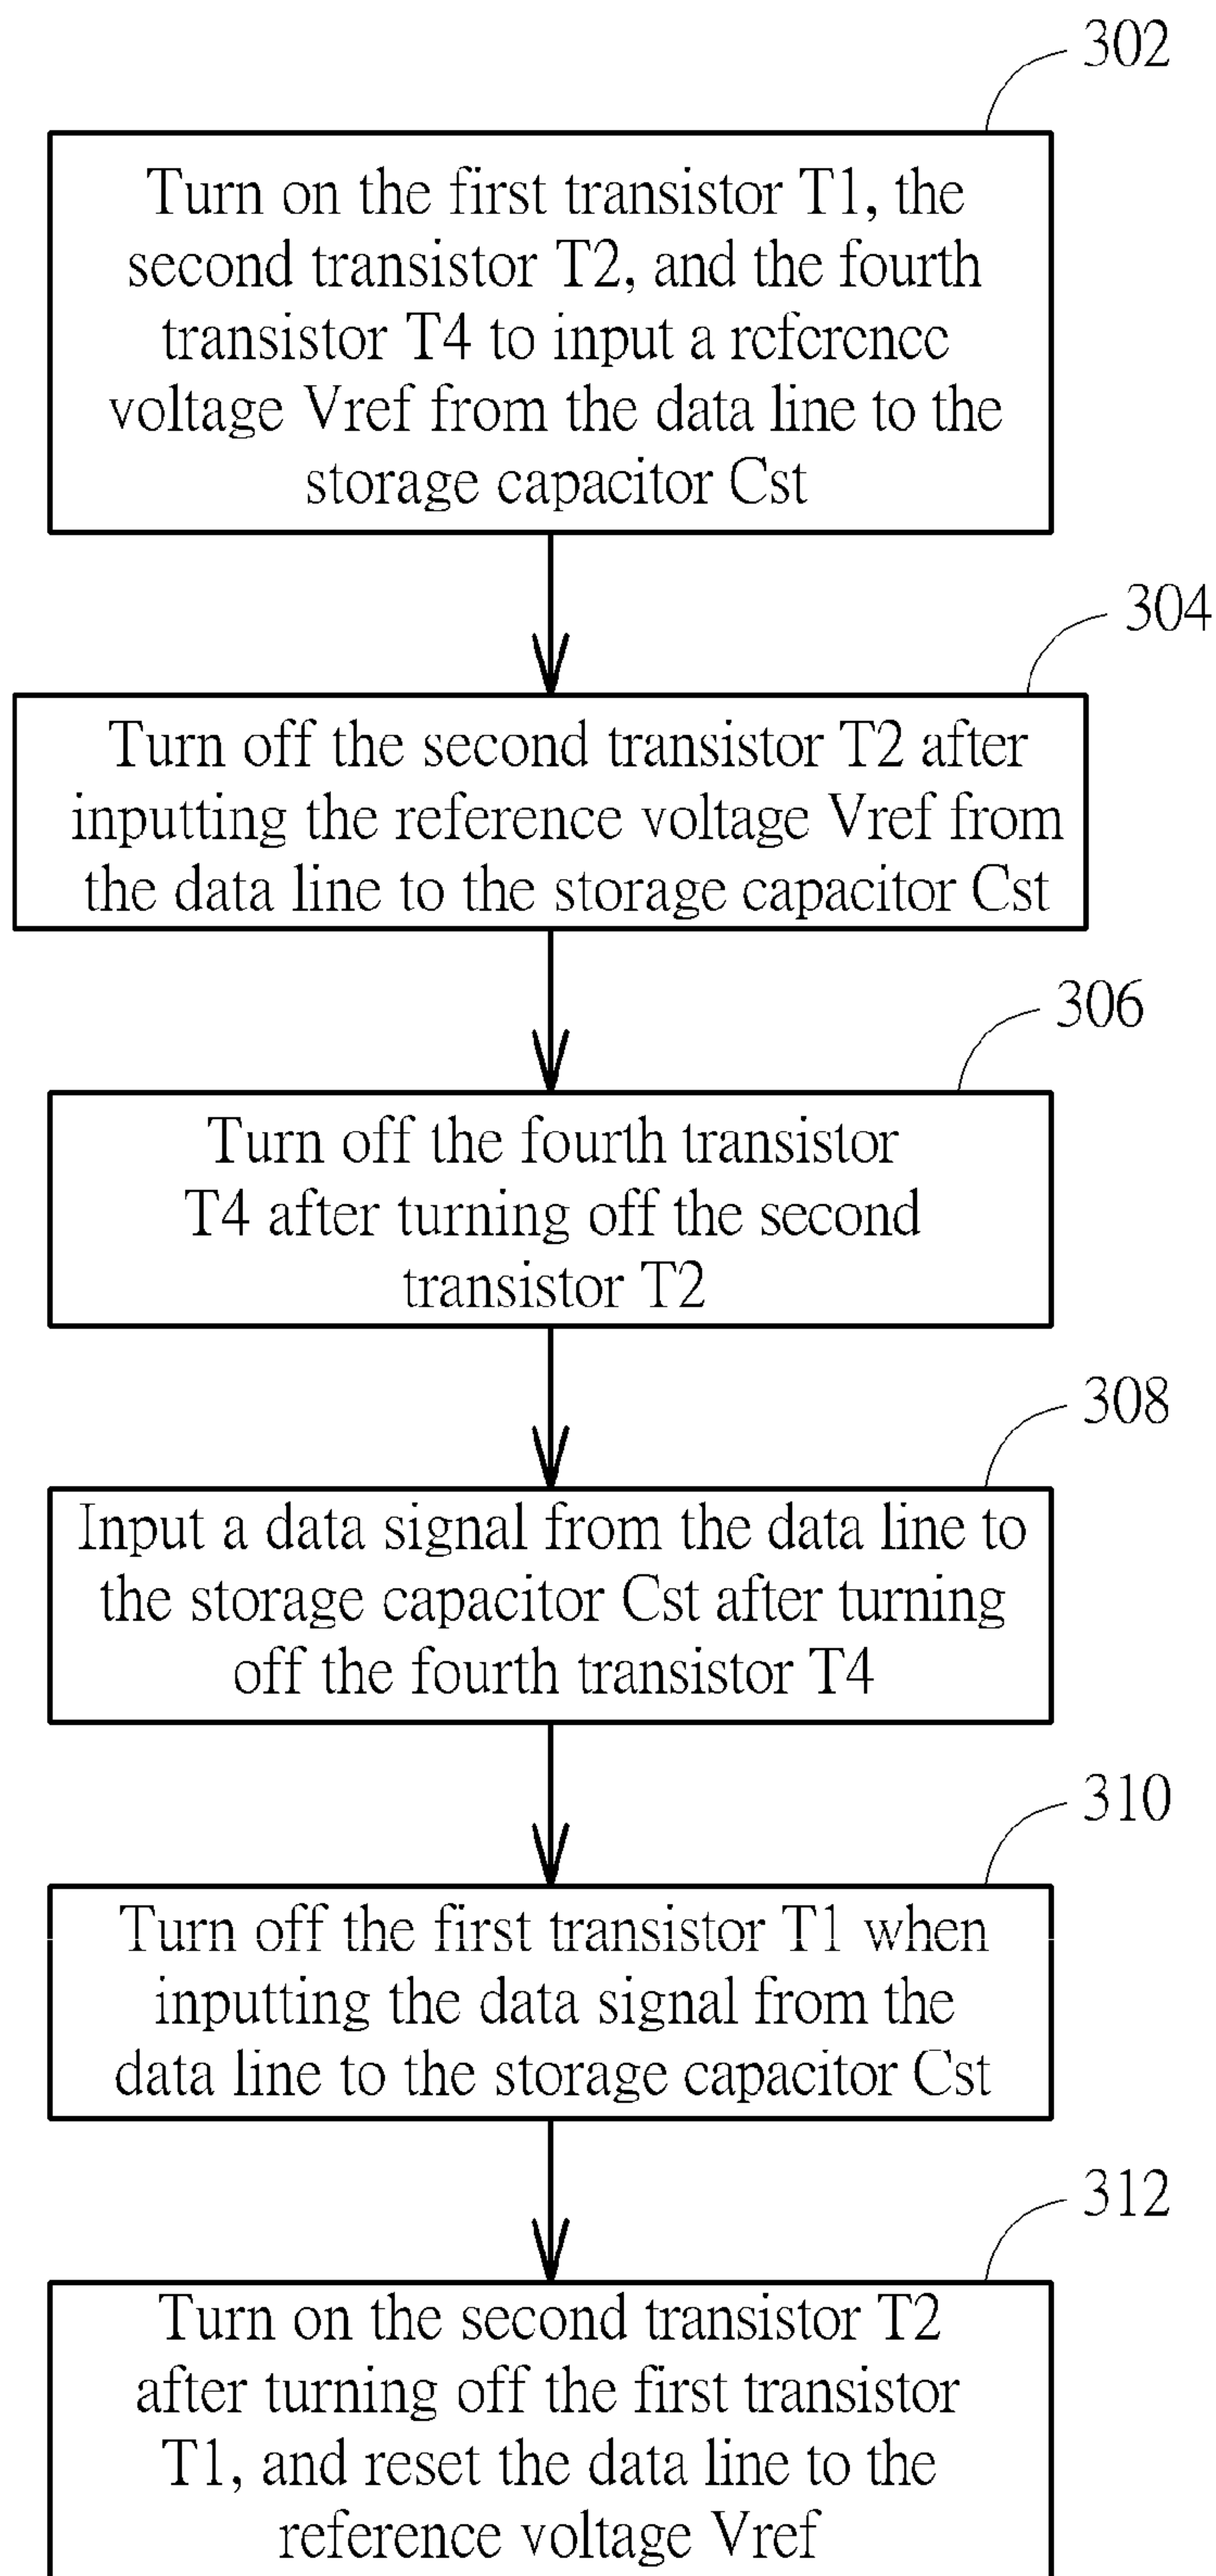 302
Turn on the first transistor T1, the
second transistor T2, and the fourth
transistor T4 to input a reference
voltage Vref from the data line to the
storage capacitor Cst
304
Turn off the second transistor T2 after
inputting the reference voltage Vref from
the data line to the storage capacitor Cst
306
Turn off the fourth transistor
T4 after turning off the second
transistor T2
308
Input a data signal from the data line to
the storage capacitor Cst after turning
off the fourth transistor T4
310
Turn off the first transistor T1 when
inputting the data signal from the
data line to the storage capacitor Cst
312
Turn on the second transistor T2
after turning off the first transistor
T1, and reset the data line to the
reference voltage Vref